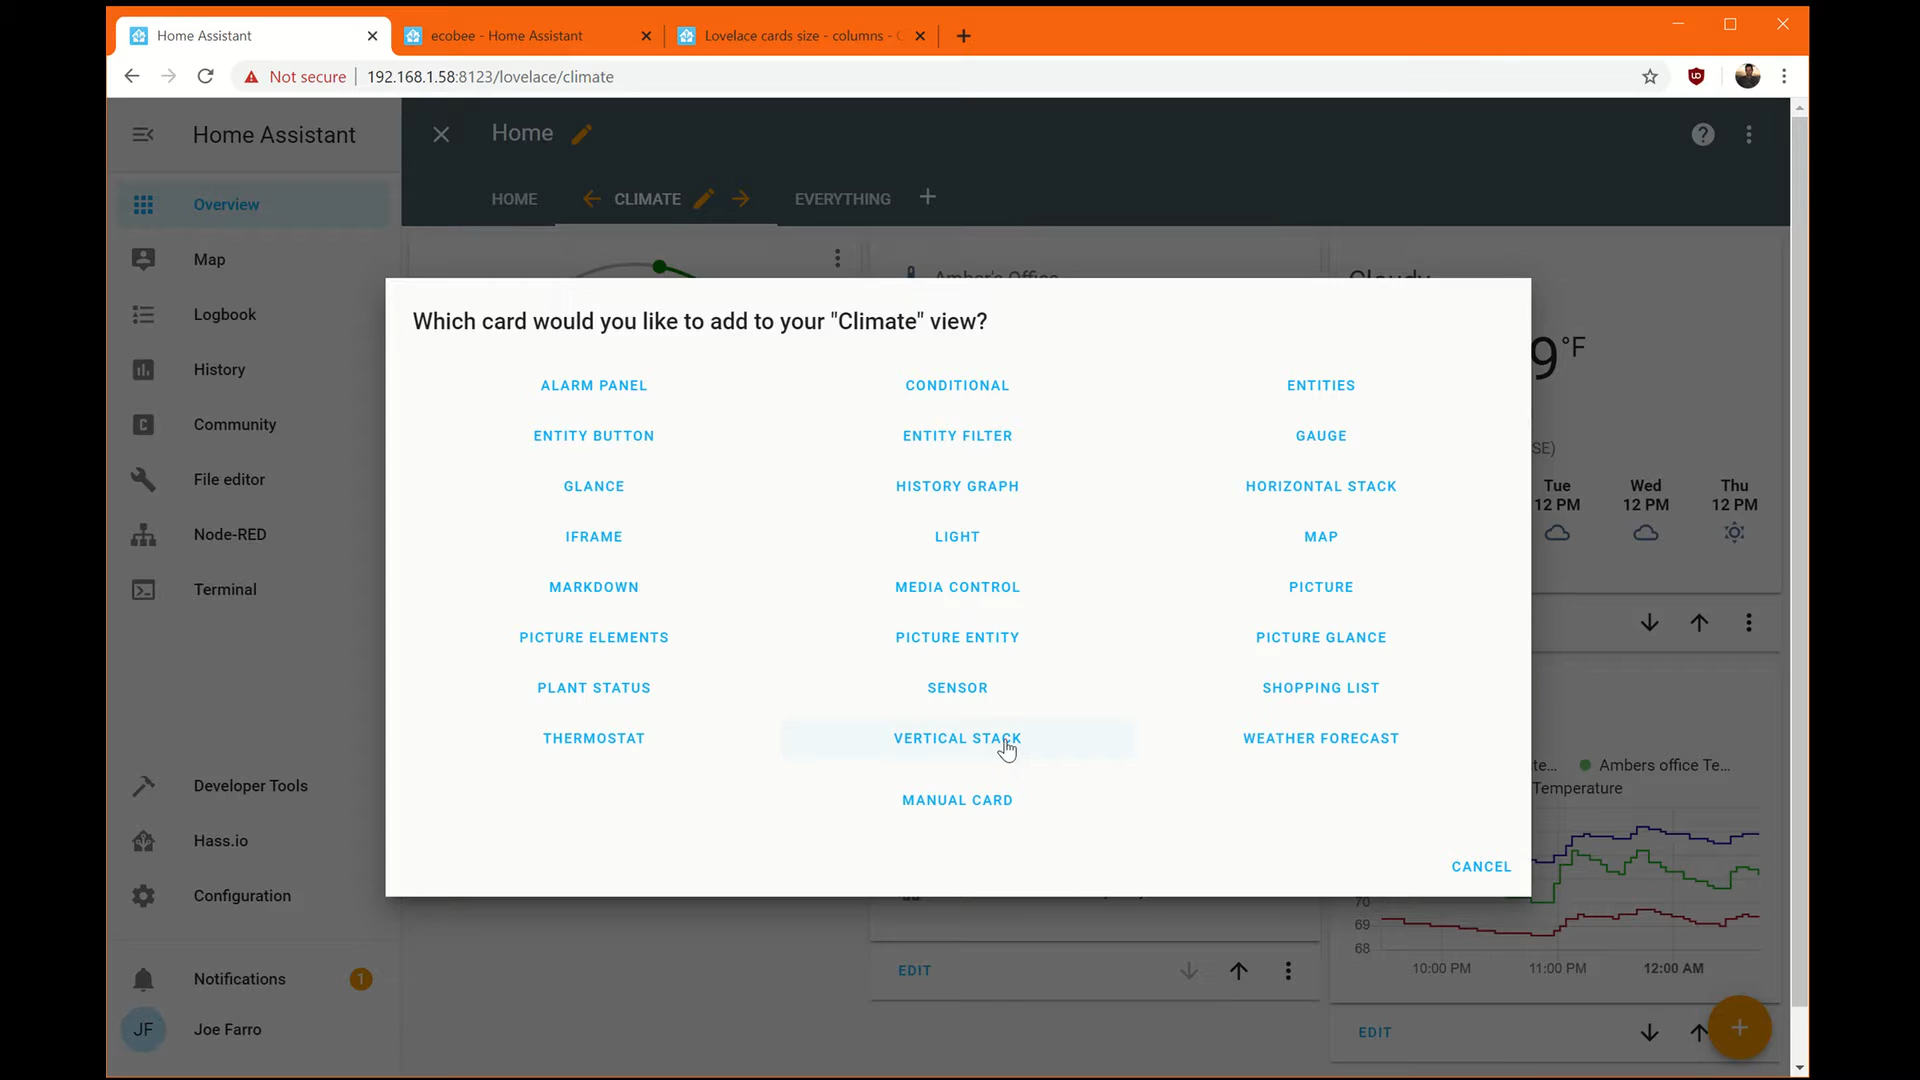 Home Assistant
ecobee - Home Assistant
Lovelace cards size - columns -
Not secure
192.168.1.58:8123/lovelace/climate
Home Assistant
Home
HOME
CLIMATE
EVERYTHING
Overview
Map
Logbook
History
Community
File editor
Node-RED
Terminal
Developer Tools
Hass.io
Configuration
Notifications
1
JF
Joe Farro
Amber's Office
Cloudy
Which card would you like to add to your "Climate" view?
ALARM PANEL
CONDITIONAL
ENTITIES
ENTITY BUTTON
ENTITY FILTER
GAUGE
GLANCE
HISTORY GRAPH
HORIZONTAL STACK
IFRAME
LIGHT
MAP
MARKDOWN
MEDIA CONTROL
PICTURE
PICTURE ELEMENTS
PICTURE ENTITY
PICTURE GLANCE
PLANT STATUS
SENSOR
SHOPPING LIST
THERMOSTAT
VERTICAL STACK
WEATHER FORECAST
MANUAL CARD
CANCEL
9 °F
SE)
Tue Wed Thu
12 PM 12 PM 12 PM
te... Ambers office Te...
Temperature
70
69
68
10:00 PM 11:00 PM 12:00 AM
EDIT
EDIT